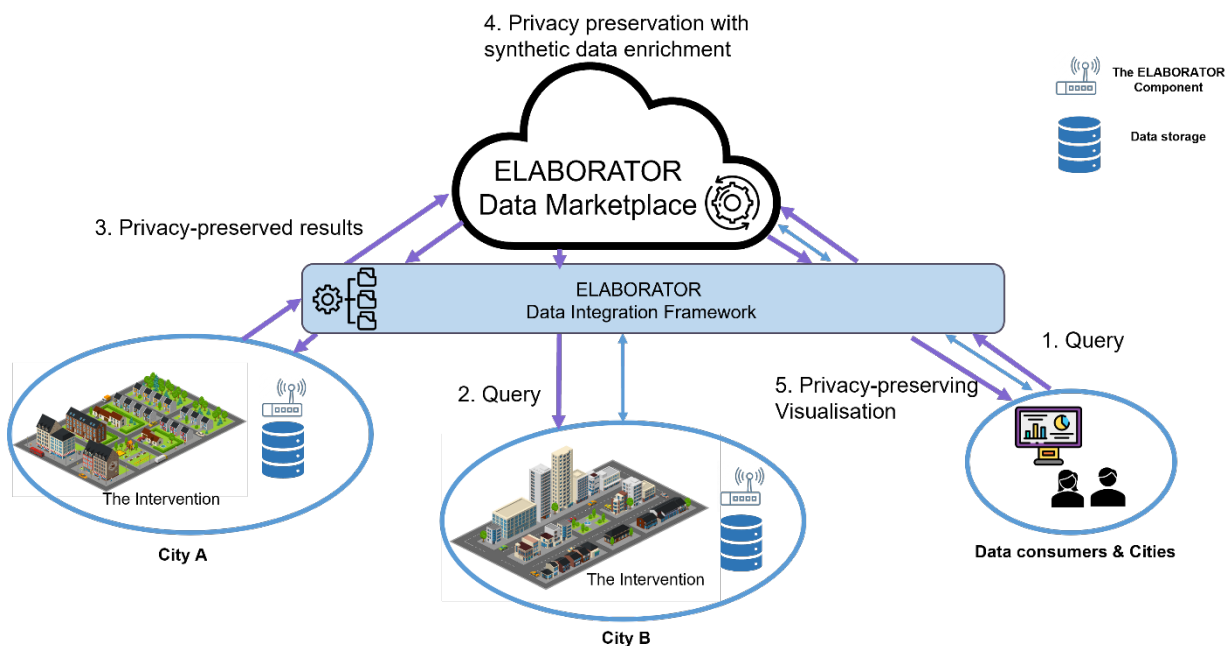 4. Privacy preservation with
synthetic data enrichment
The ELABORATOR
Component
Data storage
ELABORATOR
Data Marketplace
3. Privacy-preserved results
ELABORATOR
Data Integration Framework
1. Query
2. Query
5. Privacy-preserving
Visualisation
The Intervention
City A
The Intervention
City B
Data consumers & Cities